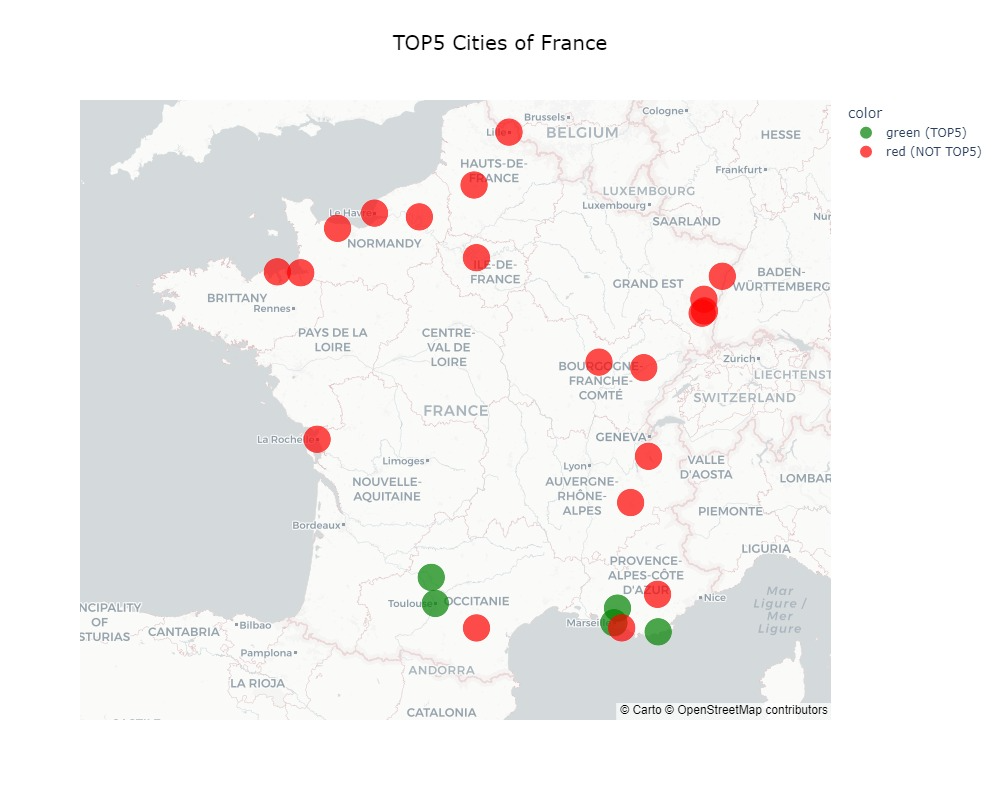 TOP5 Cities of France
color
green (TOP5)
red (NOT TOP5)
Brussels
Cologne
BELGIUM
HESSE
Lille
HAUTS-DE-
FRANCE
Frankfurt
LUXEMBOURG
Luxembourg
SAARLAND
Nur
Le Havre
NORMANDY
ILE-DE-
FRANCE
GRAND EST
BADEN-
WÜRTTEMBERG
BRITTANY
Rennes
PAYS DE LA
LOIRE
CENTRE-
VAL DE
LOIRE
BOURGOGNE-
FRANCHE-
COMTÉ
Zurich
LIECHTENST
SWITZERLAND
FRANCE
La Rochelle
GENEVA
Limoges
Lyon
VALLE
D'AOSTA
LOMBAR
NOUVELLE-
AQUITAINE
AUVERGNE-
RHÔNE-
ALPES
PIEMONTE
Bordeaux
LIGURIA
PROVENCE-
ALPES-CÔTE
D'AZUR
Nice
Mar
Ligure /
Mer
Ligure
Toulouse
OCCITANIE
Marseil
NCIPALITY
OF
STURIAS
CANTABRIA
Bilbao
Pamplona
LA RIOJA
ANDORRA
CATALONIA
© Carto © OpenStreetMap contributors